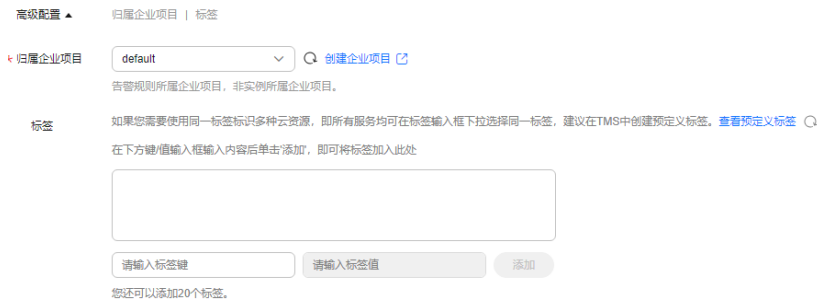 高级配置 ▲ 归属企业项目 | 标签
* 归属企业项目 default 创建企业项目
告警规则所属企业项目，非实例所属企业项目。
标签 如果您需要使用同一标签标识多种云资源，即所有服务均可在标签输入框下拉选择同一标签，建议在TMS中创建预定义标签。查看预定义标签
在下方键/值输入框输入内容后单击'添加'，即可将标签加入此处
请输入标签键 请输入标签值 添加
您还可以添加20个标签。